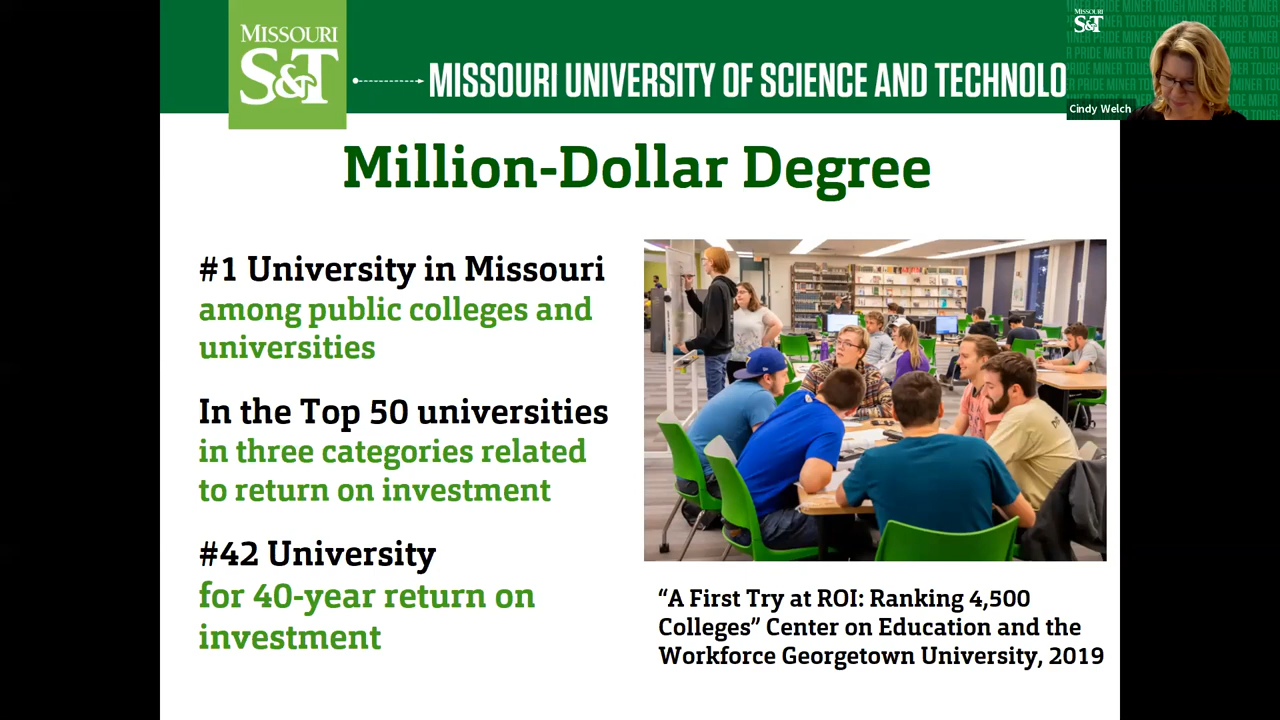 MISSOURI
S&T
MISSOURI UNIVERSITY OF SCIENCE AND TECHNOLO
MISSOURI
S&T
Cindy Welch
Million-Dollar Degree
#1 University in Missouri
among public colleges and
universities
In the Top 50 universities
in three categories related
to return on investment
#42 University
for 40-year return on
investment
“A First Try at ROI: Ranking 4,500
Colleges” Center on Education and the
Workforce Georgetown University, 2019